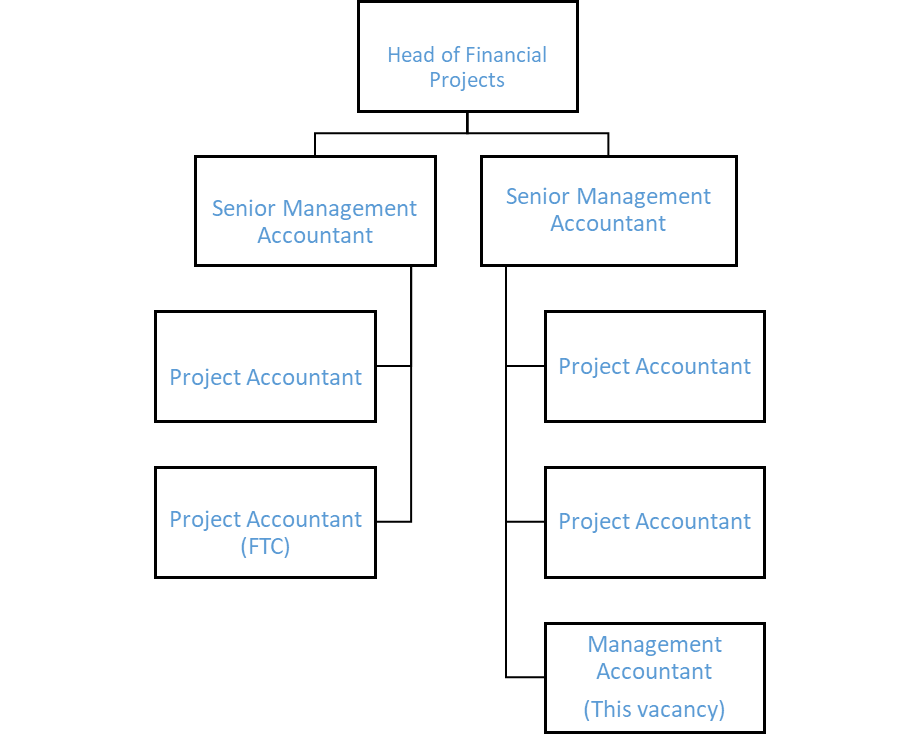 Head of Financial
Projects
Senior Management
Accountant
Senior Management
Accountant
Project Accountant
Project Accountant
Project Accountant
(FTC)
Project Accountant
Management
Accountant
(This vacancy)